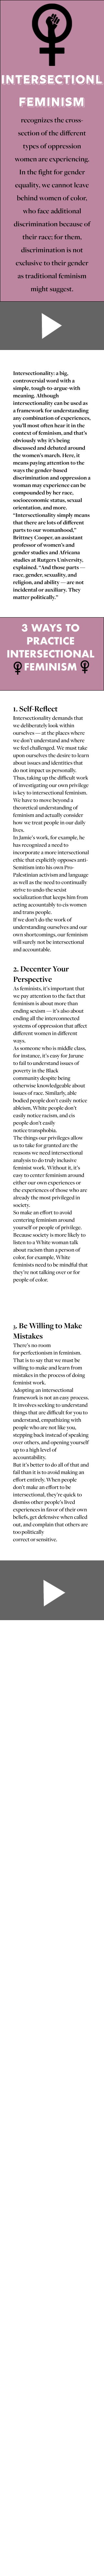 INTERSECTIONL
FEMINISM
recognizes the cross-
section of the different
types of oppression
women are experiencing.
In the fight for gender
equality, we cannot leave
behind women of color,
who face additional
discrimination because of
their race; for them,
discrimination is not
exclusive to their gender
as traditional feminism
might suggest.
Intersectionality: a big,
controversial word with a
simple, tough-to-argue-with
meaning. Although
intersectionality can be used as
a framework for understanding
any combination of experiences,
you'll most often hear it in the
context of feminism, and that's
obviously why it's being
discussed and debated around
the women's march. Here, it
means paying attention to the
ways the gender-based
discrimination and oppression a
woman may experience can be
compounded by her race,
socioeconomic status, sexual
orientation, and more.
"Intersectionality simply means
that there are lots of different
parts to our womanhood,"
Brittney Cooper, an assistant
professor of women's and
gender studies and Africana
studies at Rutger's University,
explained. "And those parts —
race, gender, sexuality, and
religion, and ability — are not
incidental or auxiliary. They
matter politically."
3 WAYS TO
PRACTICE
INTERSECTIONAL
FEMINISM
1. Self-Reflect
Intersectionality demands that
we deliberately look within
ourselves — at the places where
we don't understand and where
we feel challenged. We must take
upon ourselves the desire to learn
about issues and identities that
do not impact us personally.
Thus, taking up the difficult work
of investigating our own privilege
is key to intersectional feminism.
We have to move beyond a
theoretical understanding of
feminism and actually consider
how we treat people in our daily
lives.
In Jamie's work, for example, he
has recognized a need to
incorporate a more intersectional
ethic that explicitly opposes anti-
Semitism into his own Pro-
Palestinian activism and language
as well as the need to continually
strive to undo the sexist
socialization that keeps him from
acting accountably to cis women
and trans people.
If we don't do the work of
understanding ourselves and our
own shortcomings, our feminism
will surely not be intersectional
and accountable.
2. Decenter Your
Perspective
As feminists, it's important that
we pay attention to the fact that
feminism is about more than
ending sexism — it's also about
ending all the interconnected
systems of oppression that affect
different women in different
ways.
As someone who is middle class,
for instance, it's easy for Jarune
to fail to understand issues of
poverty in the Black
community despite being
otherwise knowledgeable about
issues of race. Similarly, able
bodied people don't easily notice
ableism, White people don't
easily notice racism, and cis
people don't easily
notice transphobia.
The things our privileges allow
us to take for granted are the
reasons we need intersectional
analysis to do truly inclusive
feminist work. Without it, it's
easy to center feminism around
either our own experiences or
the experiences of those who are
already the most privileged in
society.
So make an effort to avoid
centering feminism around
yourself or people of privilege.
Because society is more likely to
listen to a White woman talk
about racism than a person of
color, for example, White
feminists need to be mindful that
they're not talking over or for
people of color.
3. Be Willing to Make
Mistakes
There's no room
for perfectionism in feminism.
That is to say that we must be
willing to make and learn from
mistakes in the process of doing
feminist work.
Adopting an intersectional
framework is not an easy process.
It involves seeking to understand
things that are difficult for you to
understand, empathizing with
people who are not like you,
stepping back instead of speaking
over others, and opening yourself
up to a high level of
accountability.
But it's better to do all of that and
fail than it is to avoid making an
effort entirely. When people
don't make an effort to be
intersectional, they're quick to
dismiss other people's lived
experiences in favor of their own
beliefs, get defensive when called
out, and complain that others are
too politically
correct or sensitive.